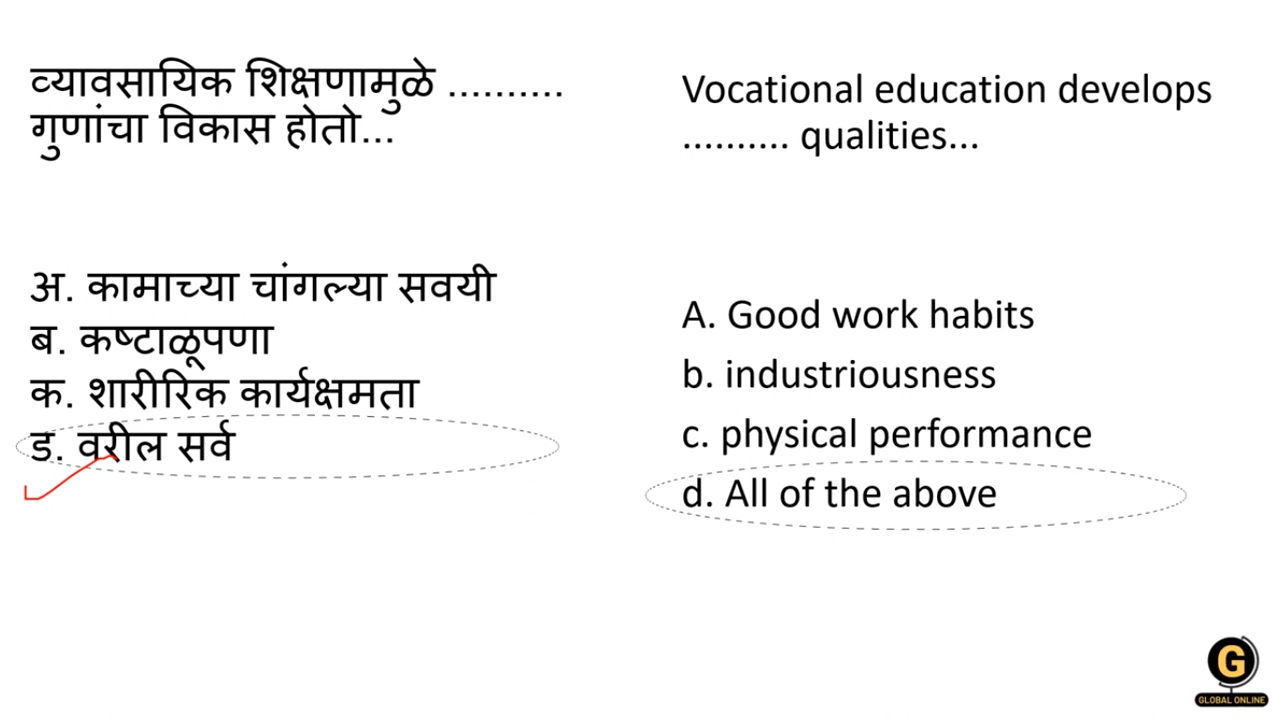 व्यावसायिक शिक्षणामुळे ..........
गुणांचा विकास होतो...
अ. कामाच्या चांगल्या सवयी
ब. कष्टाळूपणा
क. शारीरिक कार्यक्षमता
ड. वरील सर्व
Vocational education develops
.......... qualities...
A. Good work habits
b. industriousness
c. physical performance
d. All of the above
G
GLOBAL ONLINE